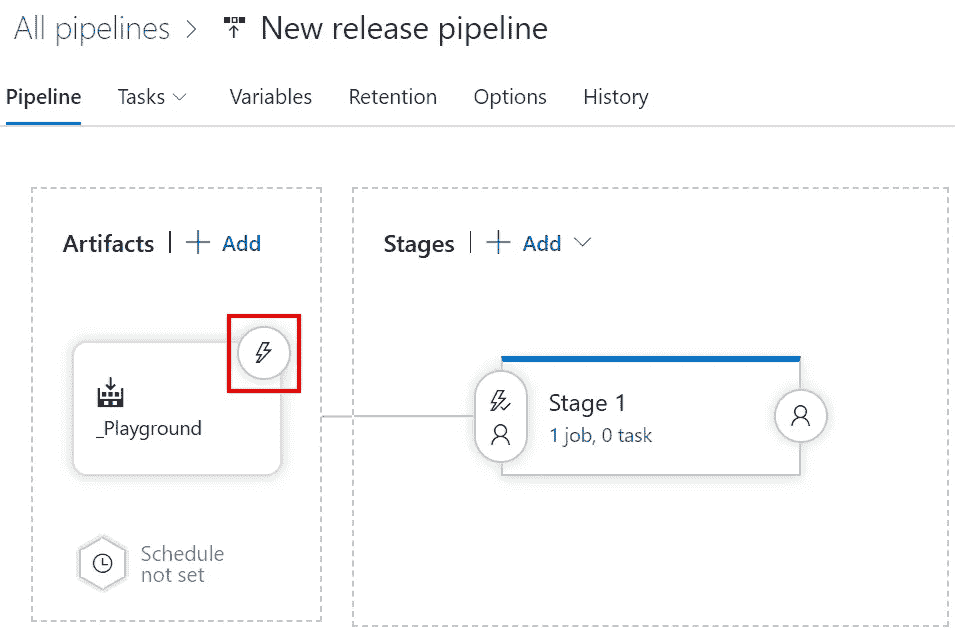 All pipelines > New release pipeline
Pipeline Tasks Variables Retention Options History
Artifacts | + Add
Stages | + Add
_Playground
Stage 1
1 job, 0 task
Schedule
not set